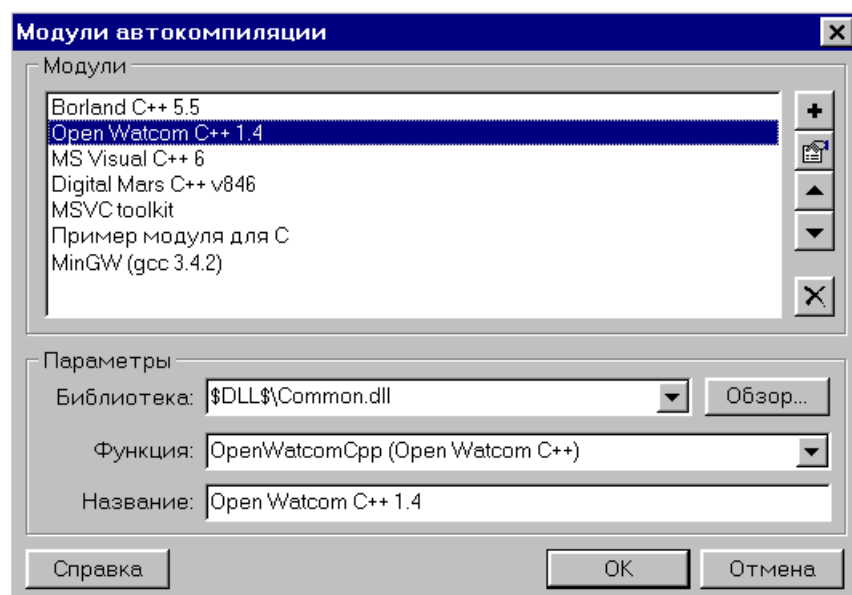 Модули автокомпиляции
Модули
Borland C++ 5.5
Open Watcom C++ 1.4
MS Visual C++ 6
Digital Mars C++ v846
MSVC toolkit
Пример модуля для C
MinGW (gcc 3.4.2)
Параметры
Библиотека: $DLL$\Common.dll Обзор...
Функция: OpenWatcomCpp (Open Watcom C++)
Название: Open Watcom C++ 1.4
Справка OK Отмена